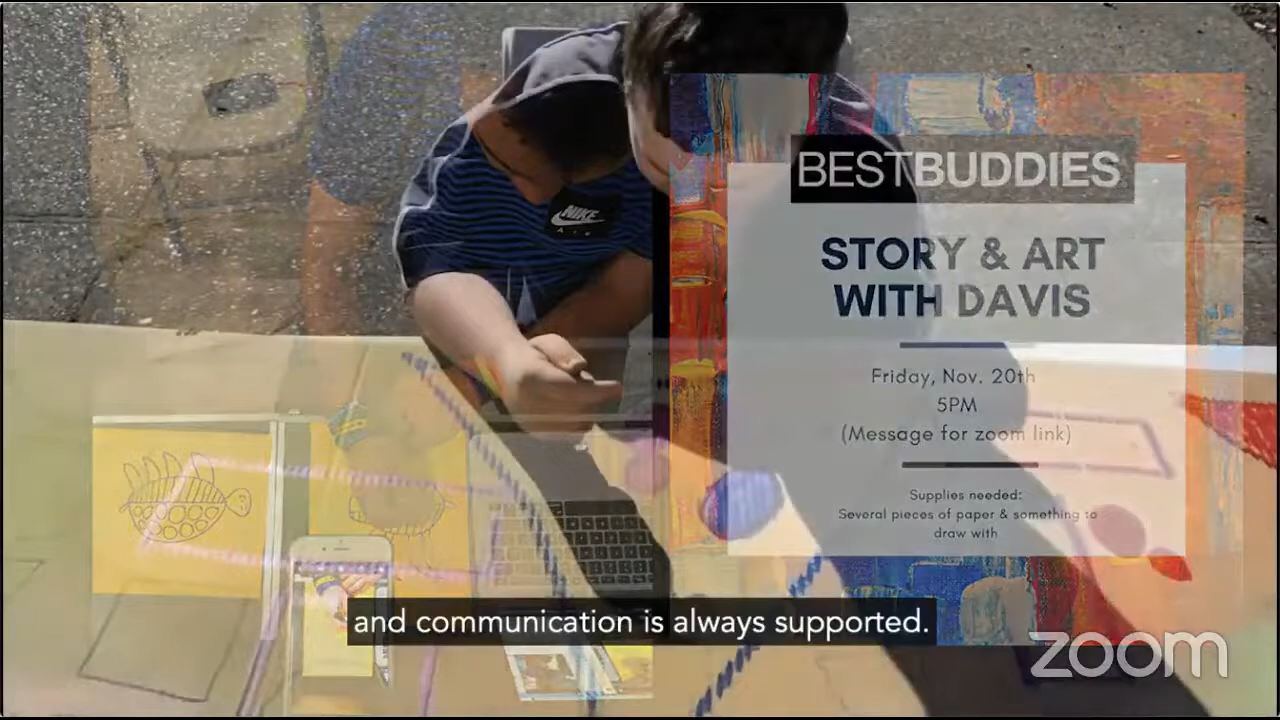 NIKE
AIR
BESTBUDDIES
STORY & ART
WITH DAVIS
Friday, Nov. 20th
5PM
(Message for zoom link)
Supplies needed:
Several pieces of paper & something to
draw with
and communication is always supported.
zoom